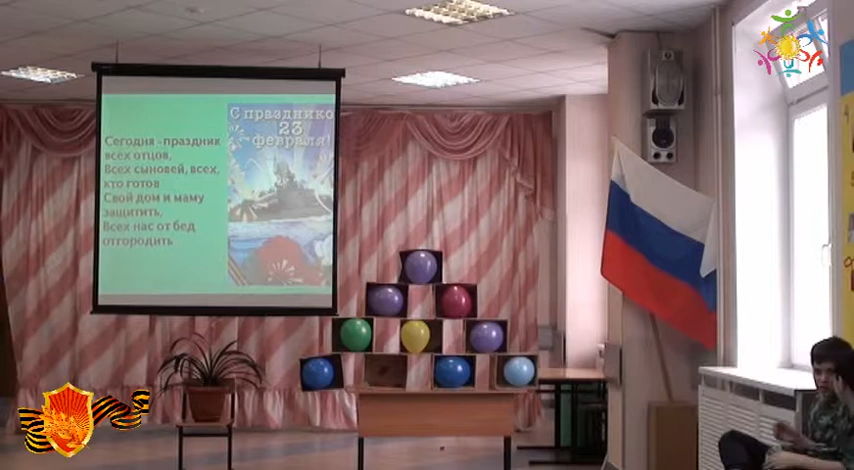 Сегодня -праздник
всех отцов,
Всех сыновей, всех,
кто готов
Свой дом и маму
защитить,
Всех нас от бед
отгородить
С праздником
23
февраля!